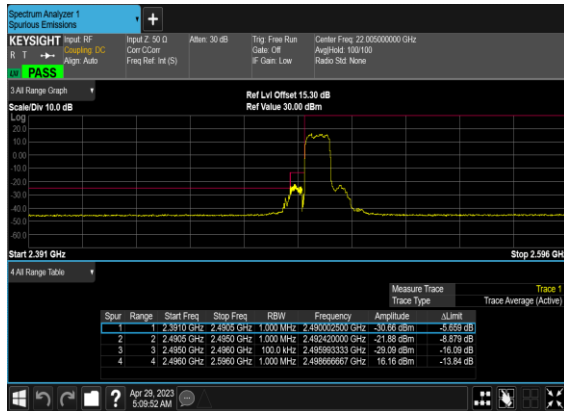 Spectrum Analyzer 1
Spurious Emissions
KEYSIGHT Input: RF Input Z: 50 Ω Atten: 30 dB Trig: Free Run Center Freq: 22.005000000 GHz
R T Coupling: DC Corr CCorr Gate: Off Avg|Hold: 100/100
Align: Auto Freq Ref: Int (S) IF Gain: Low Radio Std: None
PASS
3 All Range Graph Ref Lvl Offset 15.30 dB
Scale/Div 10.0 dB Ref Value 30.00 dBm
Log
20.0
10.0
0.00
-10.0
-20.0
-30.0
-40.0
-50.0
-60.0
Start 2.391 GHz Stop 2.596 GH
4 All Range Table
Measure Trace Trace 1
Trace Type Trace Average (Active)
Spur Range Start Freq Stop Freq RBW Frequency Amplitude ΔLimit
1 1 2.3910 GHz 2.4905 GHz 1.000 MHz 2.490002500 GHz -30.66 dBm -5.659 dB
2 2 2.4905 GHz 2.4950 GHz 1.000 MHz 2.492420000 GHz -21.88 dBm -8.879 dB
3 3 2.4950 GHz 2.4960 GHz 100.0 kHz 2.495993333 GHz -29.09 dBm -16.09 dB
4 4 2.4960 GHz 2.5960 GHz 1.000 MHz 2.498666667 GHz 16.16 dBm -13.84 dB
Apr 29, 2023
5:09:52 AM